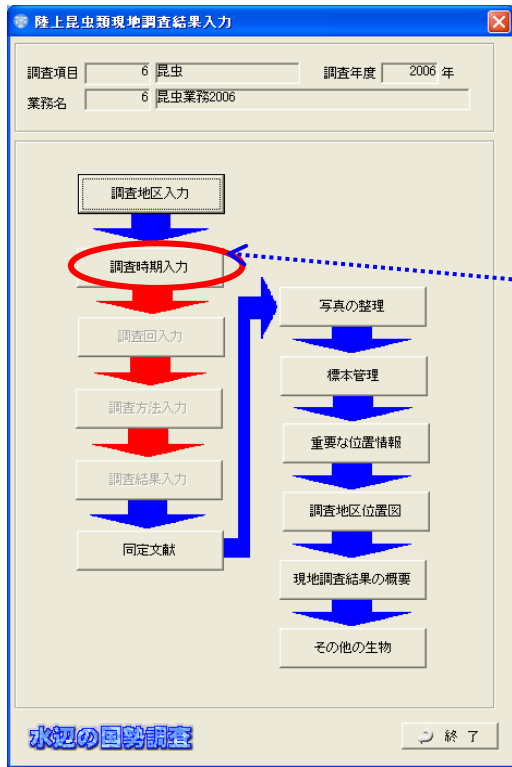 陸上昆虫類現地調査結果入力
調査項目 6 昆虫 調査年度 2006 年
業務名 6 昆虫業務2006
調査地区入力
調査時期入力
調査回入力
調査方法入力
調査結果入力
同定文献
写真の整理
標本管理
重要な位置情報
調査地区位置図
現地調査結果の概要
その他の生物
水辺の国勢調査
終 了